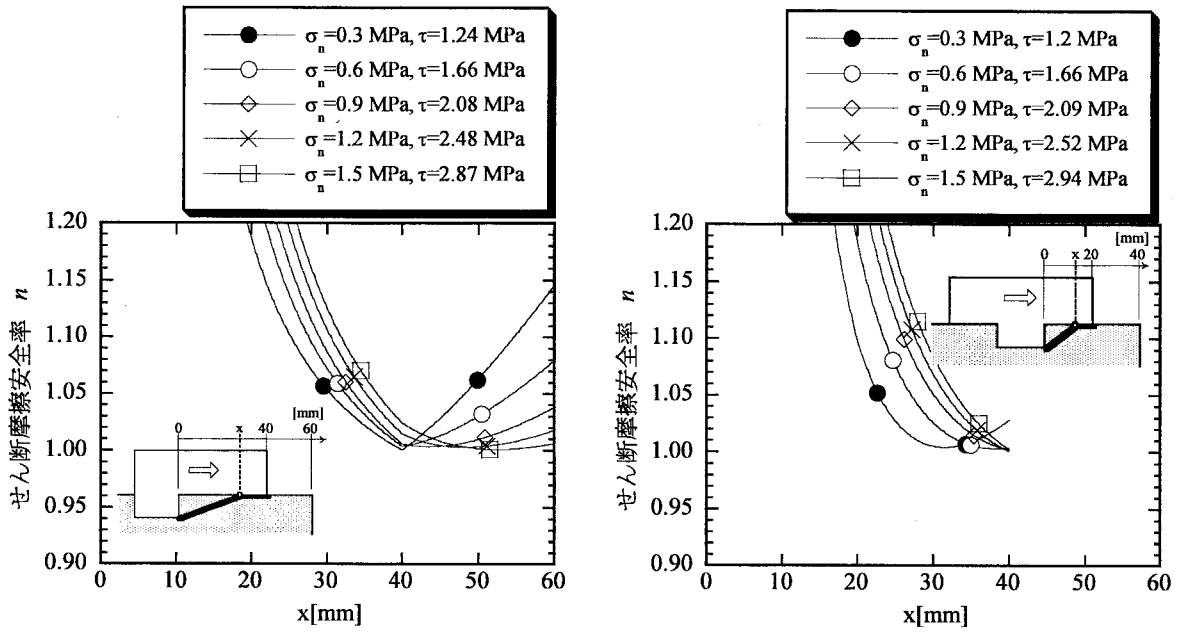 σn=0.3 MPa, τ=1.24 MPa
σn=0.6 MPa, τ=1.66 MPa
σn=0.9 MPa, τ=2.08 MPa
σn=1.2 MPa, τ=2.48 MPa
σn=1.5 MPa, τ=2.87 MPa
せん断摩擦安全率 n
1.20
1.15
1.10
1.05
1.00
0.95
0.90
[mm]
0 x 40 60
0 10 20 30 40 50 60
x[mm]
σn=0.3 MPa, τ=1.2 MPa
σn=0.6 MPa, τ=1.66 MPa
σn=0.9 MPa, τ=2.09 MPa
σn=1.2 MPa, τ=2.52 MPa
σn=1.5 MPa, τ=2.94 MPa
せん断摩擦安全率 n
1.20
1.15
1.10
1.05
1.00
0.95
0.90
[mm]
0 x 20 40
0 10 20 30 40 50 60
x[mm]